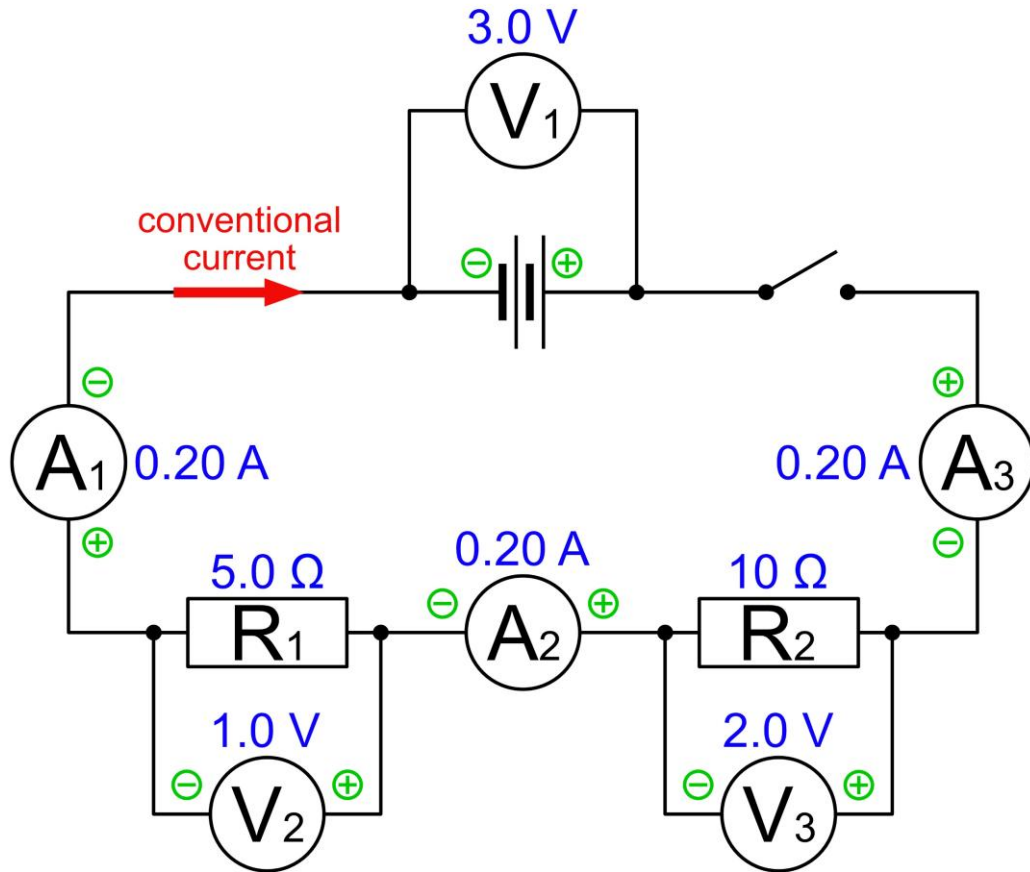 3.0 V
V1
conventional
current
⊖ ⊕
⊖ ⊕
A1 0.20 A
0.20 A A3
⊕ ⊖
0.20 A
5.0 Ω 10 Ω
R1 ⊖ A2 ⊕ R2
1.0 V 2.0 V
⊖ V2 ⊕ ⊖ V3 ⊕